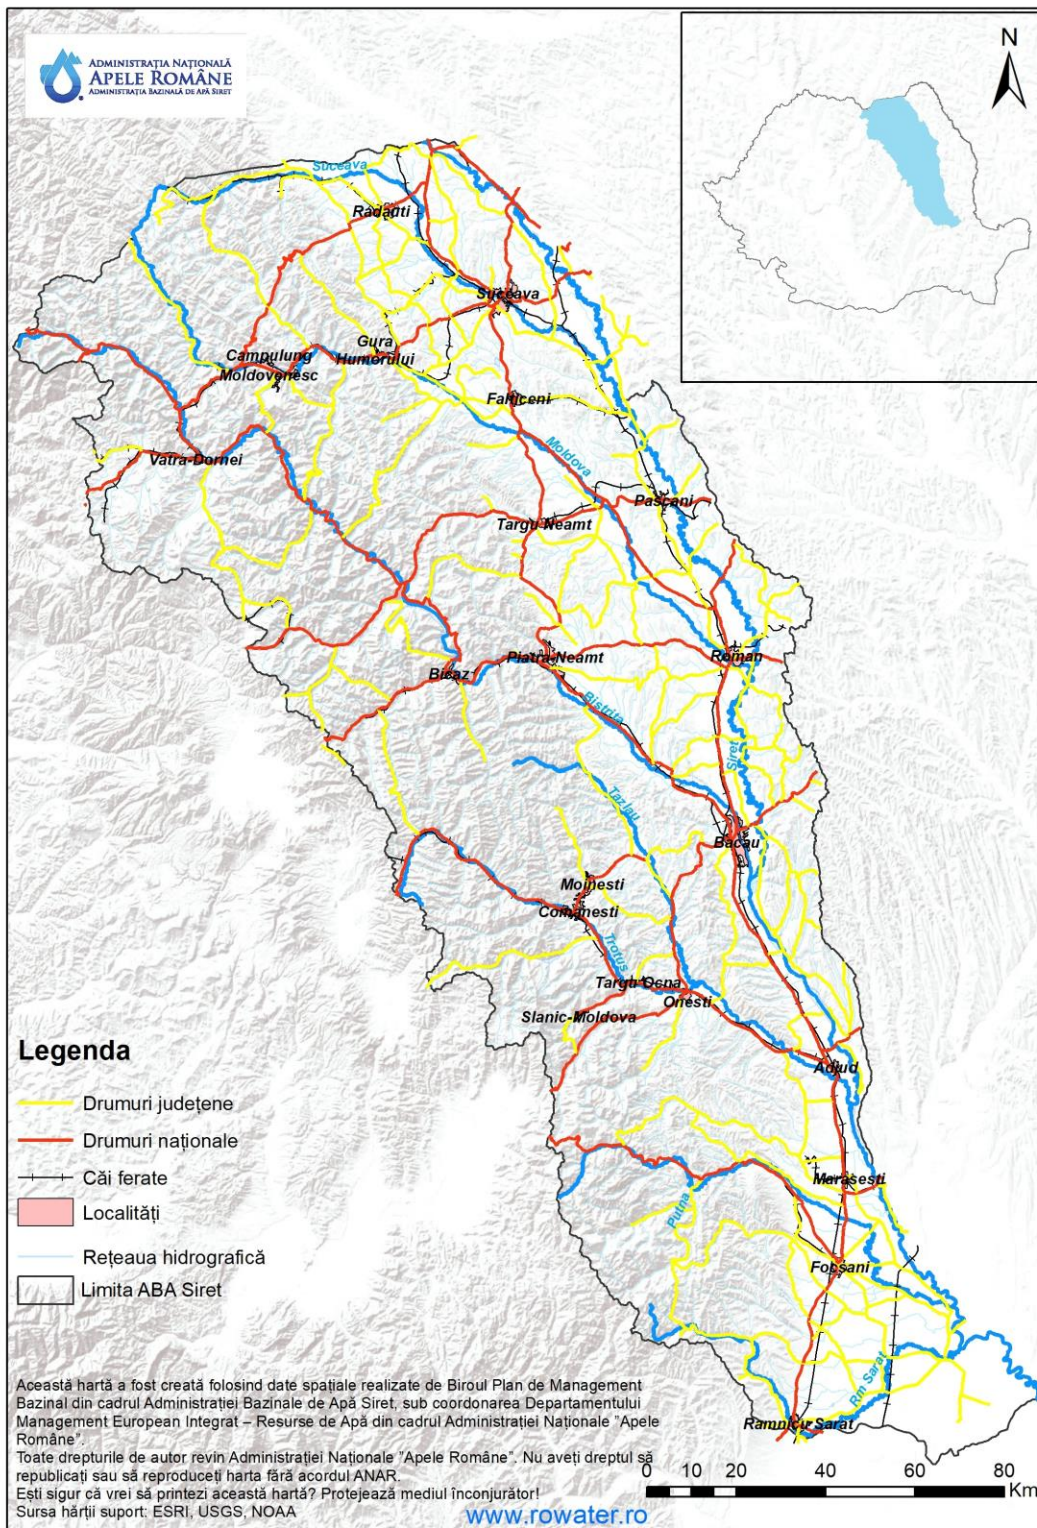 ADMINISTRAȚIA NAȚIONALĂ
APELE ROMÂNE
ADMINISTRAȚIA BAZINALĂ DE APĂ SIRET
N
Suceava
Rădăuti
Suceava
Gura
Humorului
Campulung
Moldovenesc
Falticeni
Moldova
Vatra-Dornei
Pașcani
Targu Neamt
Roman
Piatra-Neamt
Bicaz
Bistrița
Siret
Tazlau
Bacau
Moinesti
Comanesti
Trotuș
Targu Ocna
Onesti
Slanic-Moldova
Adjud
Marasesti
Putna
Focsani
Rm Sarat
Ramnicu Sarat
Legenda
Drumuri județene
Drumuri naționale
Căi ferate
Localități
Rețeaua hidrografică
Limita ABA Siret
Această hartă a fost creată folosind date spațiale realizate de Biroul Plan de Management
Bazinal din cadrul Administrației Bazinale de Apă Siret, sub coordonarea Departamentului
Management European Integrat – Resurse de Apă din cadrul Administrației Naționale "Apele
Române".
Toate drepturile de autor revin Administrației Naționale "Apele Române". Nu aveți dreptul să
republicați sau să reproduceți harta fără acordul ANAR.
Ești sigur că vrei să printezi această hartă? Protejează mediul înconjurător!
Sursa hărții suport: ESRI, USGS, NOAA
www.rowater.ro
0 10 20 40 60 80
Km